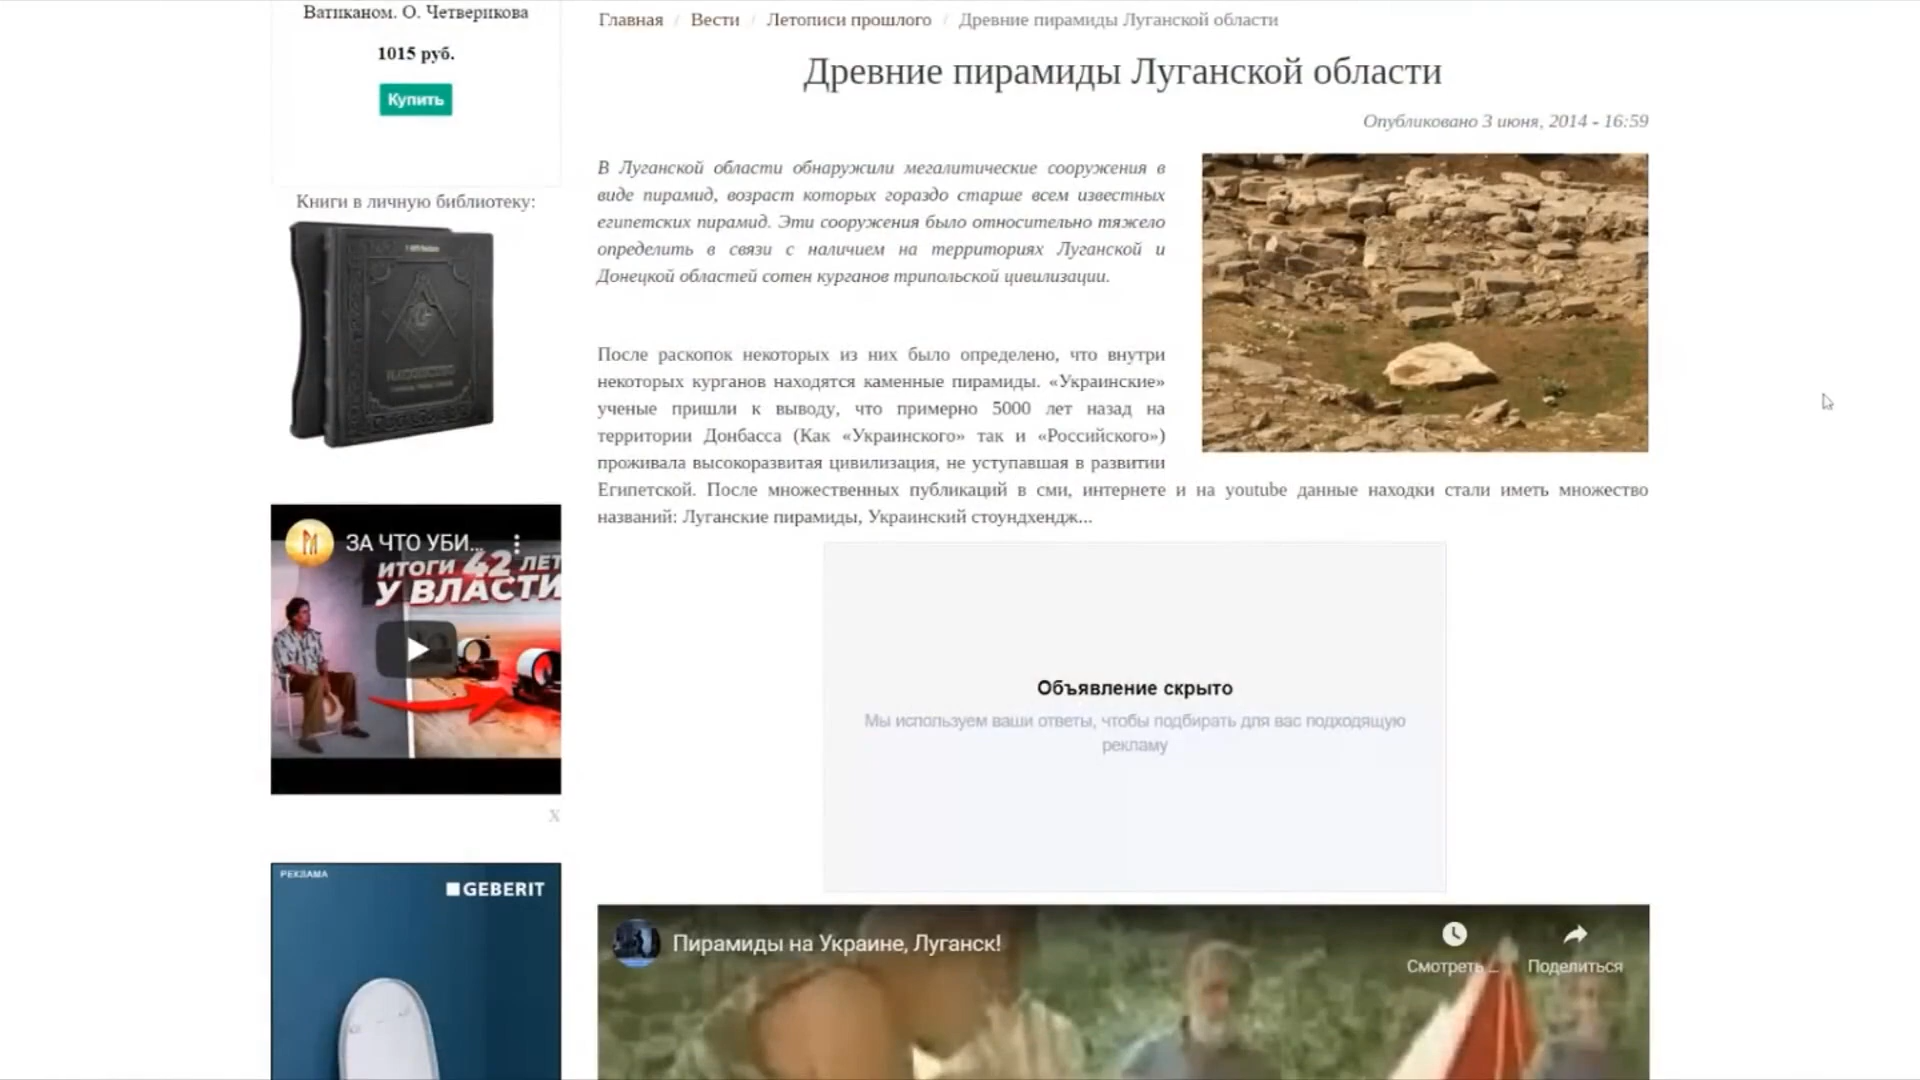 Ватиканом. О. Четверикова
1015 руб.
Купить
Книги в личную библиотеку:
ЗА ЧТО УБИ...
ИТОГИ 42 ЛЕТ
У ВЛАСТИ
X
РЕКЛАМА
GEBERIT
Главная / Вести / Летописи прошлого / Древние пирамиды Луганской области
Древние пирамиды Луганской области
Опубликовано 3 июня, 2014 - 16:59
В Луганской области обнаружили мегалитические сооружения в
виде пирамид, возраст которых гораздо старше всем известных
египетских пирамид. Эти сооружения было относительно тяжело
определить в связи с наличием на территориях Луганской и
Донецкой областей сотен курганов трипольской цивилизации.
После раскопок некоторых из них было определено, что внутри
некоторых курганов находятся каменные пирамиды. «Украинские»
ученые пришли к выводу, что примерно 5000 лет назад на
территории Донбасса (Как «Украинского» так и «Российского»)
проживала высокоразвитая цивилизация, не уступавшая в развитии
Египетской. После множественных публикаций в сми, интернете и на youtube данные находки стали иметь множество
названий: Луганские пирамиды, Украинский стоундхендж...
Объявление скрыто
Мы используем ваши ответы, чтобы подбирать для вас подходящую
рекламу
Пирамиды на Украине, Луганск!
Смотреть ...
Поделиться